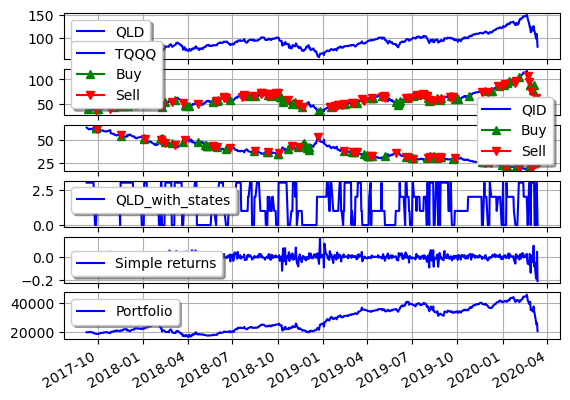 150
100
QLD
TQQQ
Buy
Sell
100
50
QID
Buy
Sell
50
25
2.5
0.0
QLD_with_states
0.0
−0.2
Simple returns
40000
20000
Portfolio
2017-10
2018-01
2018-04
2018-07
2018-10
2019-01
2019-04
2019-07
2019-10
2020-01
2020-04